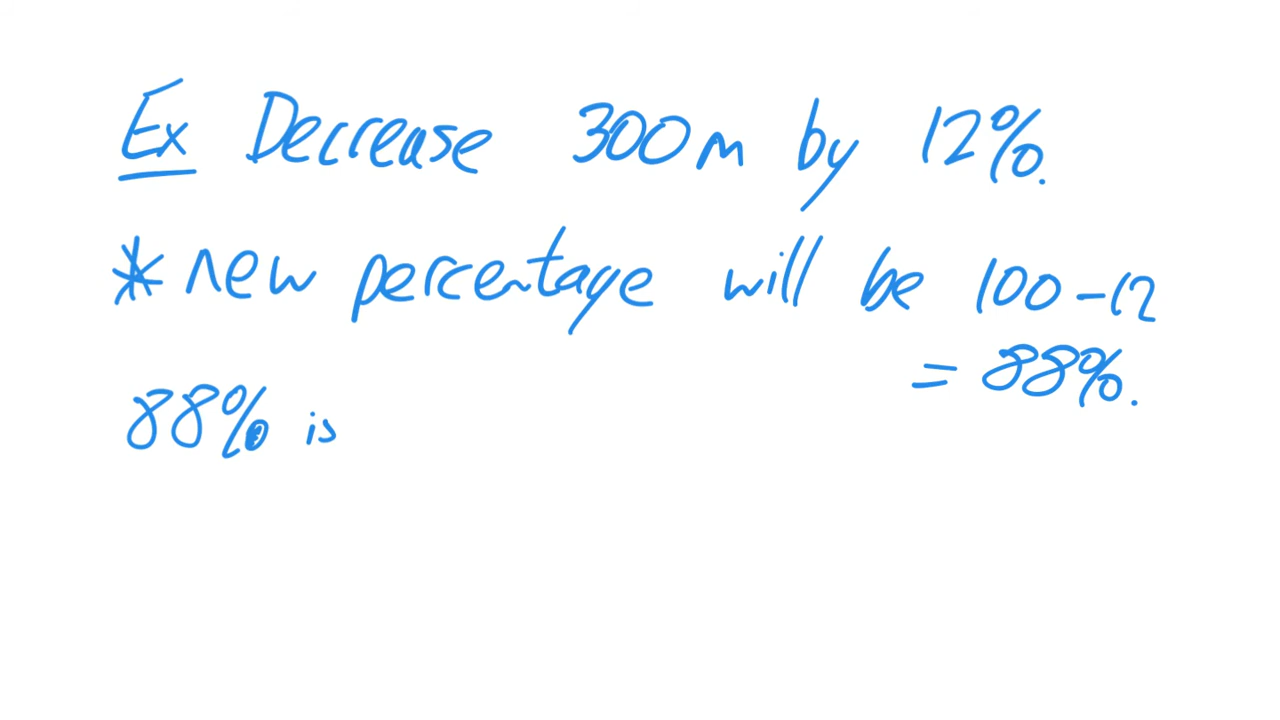 Ex Decrease 300m by 12%.
* new percentage will be 100-12
= 88%.
88% is